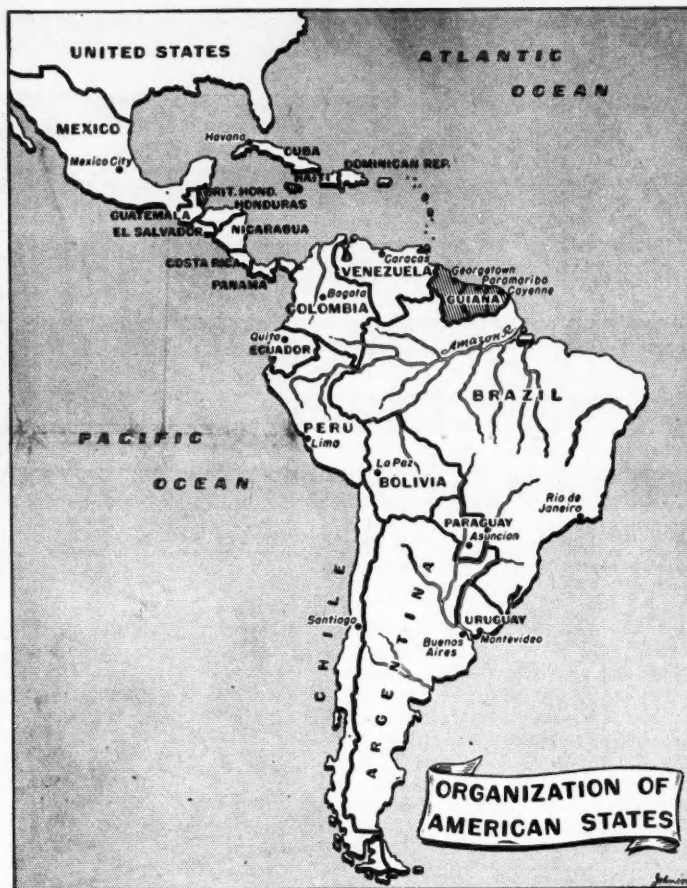 UNITED STATES
ATLANTIC
OCEAN
MEXICO
Mexico City
Havana
CUBA
HAITI
DOMINICAN REP.
BRIT. HOND.
HONDURAS
GUATEMALA
EL SALVADOR
NICARAGUA
COSTA RICA
PANAMA
Caracas
VENEZUELA
Georgetown
Paramaribo
Cayenne
GUIANA
Bogota
COLOMBIA
Quito
ECUADOR
Amazon R
BRAZIL
PERU
Lima
PACIFIC
OCEAN
La Paz
BOLIVIA
Rio de
Janeiro
PARAGUAY
Asuncion
CHILE
Santiago
ARGENTINA
URUGUAY
Buenos
Aires
Montevideo
ORGANIZATION OF
AMERICAN STATES
Johnson